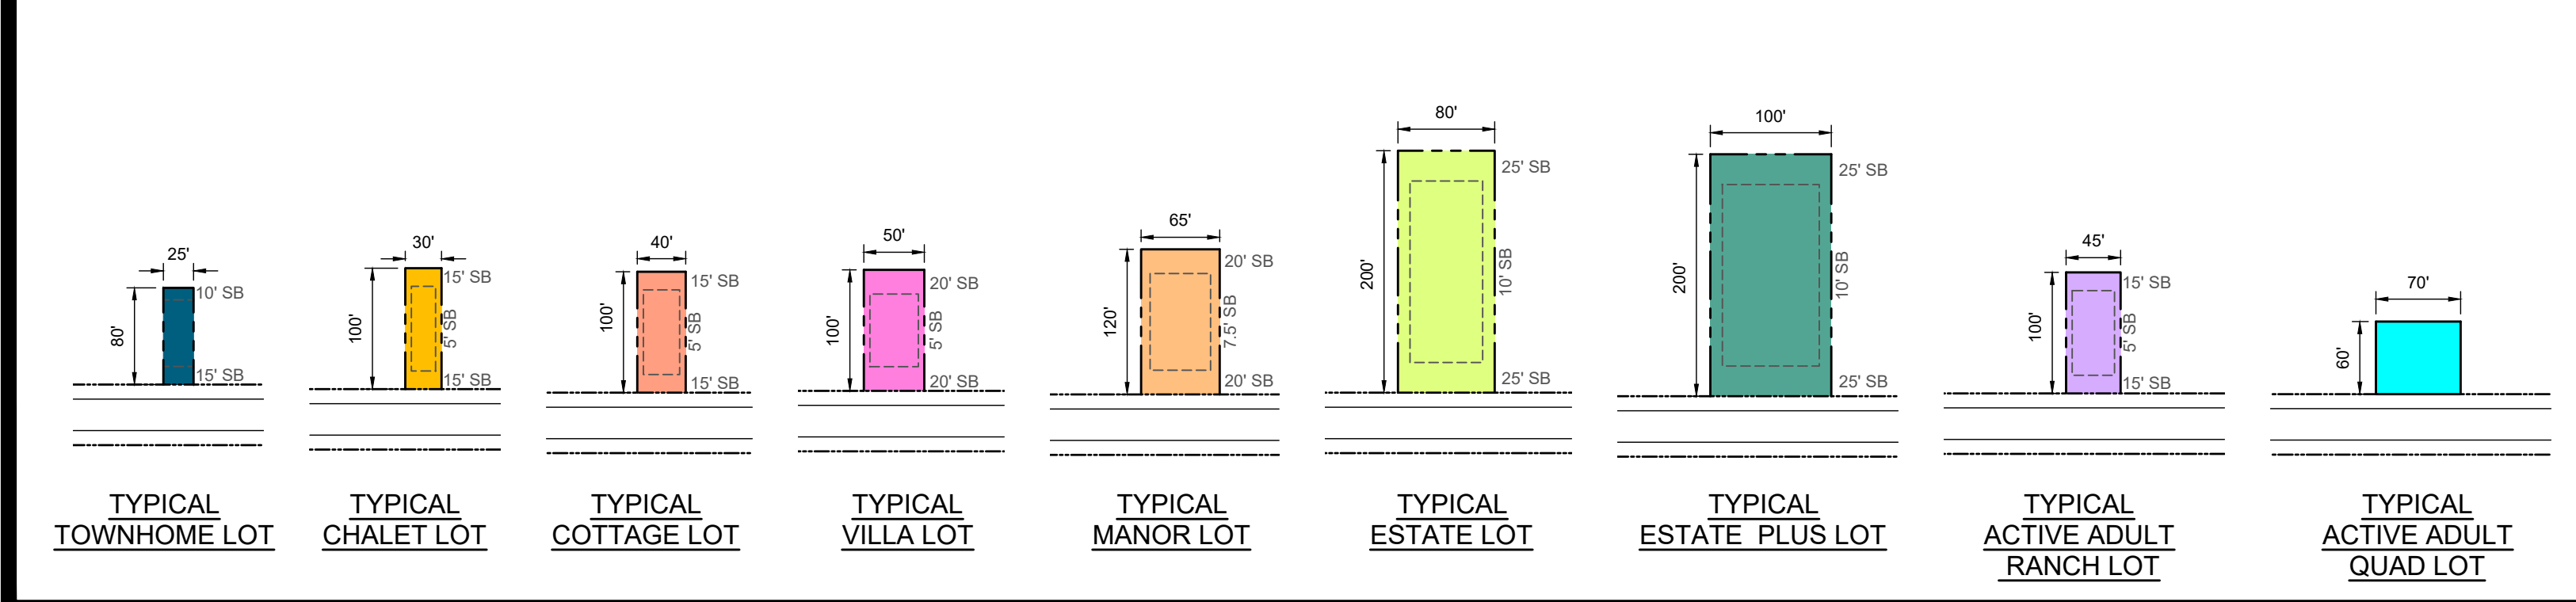 25'
10' SB
80'
15' SB
TYPICAL
TOWNHOME LOT
30'
15' SB
100'
5' SB
15' SB
TYPICAL
CHALET LOT
40'
15' SB
100'
5' SB
15' SB
TYPICAL
COTTAGE LOT
50'
20' SB
100'
5' SB
20' SB
TYPICAL
VILLA LOT
65'
20' SB
120'
7.5' SB
20' SB
TYPICAL
MANOR LOT
80'
25' SB
200'
10' SB
25' SB
TYPICAL
ESTATE LOT
100'
25' SB
200'
10' SB
25' SB
TYPICAL
ESTATE PLUS LOT
45'
15' SB
100'
5' SB
15' SB
TYPICAL
ACTIVE ADULT
RANCH LOT
70'
60'
TYPICAL
ACTIVE ADULT
QUAD LOT